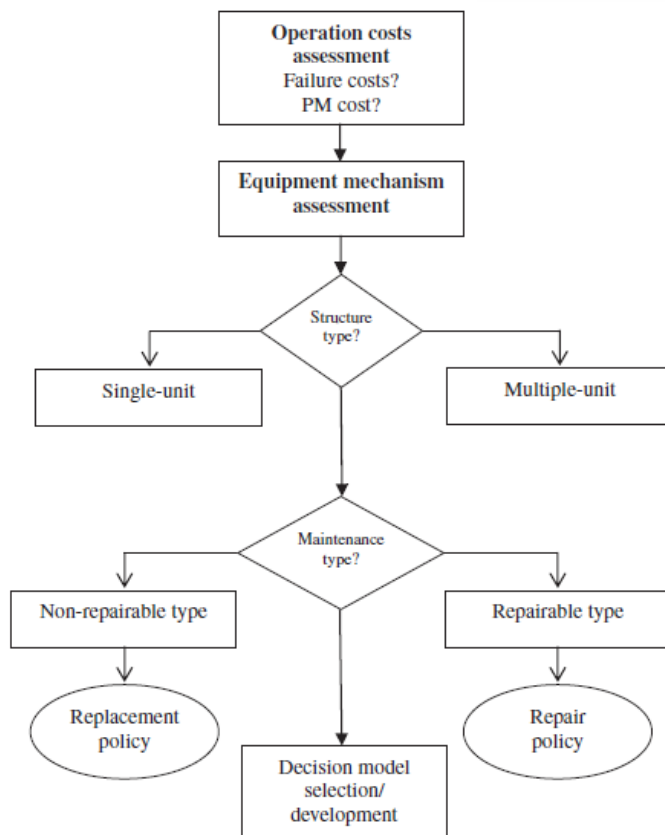 Operation costs
assessment
Failure costs?
PM cost?
Equipment mechanism
assessment
Structure
type?
Single-unit
Multiple-unit
Maintenance
type?
Non-repairable type
Repairable type
Replacement
policy
Repair
policy
Decision model
selection/
development